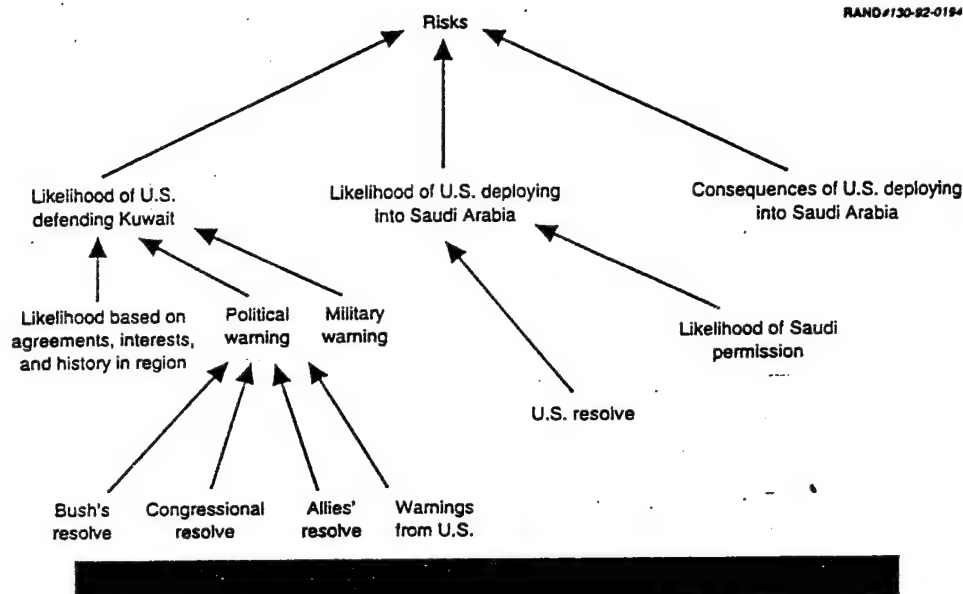 RAND#130-92-0194
Risks
Likelihood of U.S.
defending Kuwait
Likelihood of U.S. deploying
into Saudi Arabia
Consequences of U.S. deploying
into Saudi Arabia
Likelihood based on
agreements, interests,
and history in region
Political
warning
Military
warning
Likelihood of Saudi
permission
U.S. resolve
Bush's
resolve
Congressional
resolve
Allies'
resolve
Warnings
from U.S.